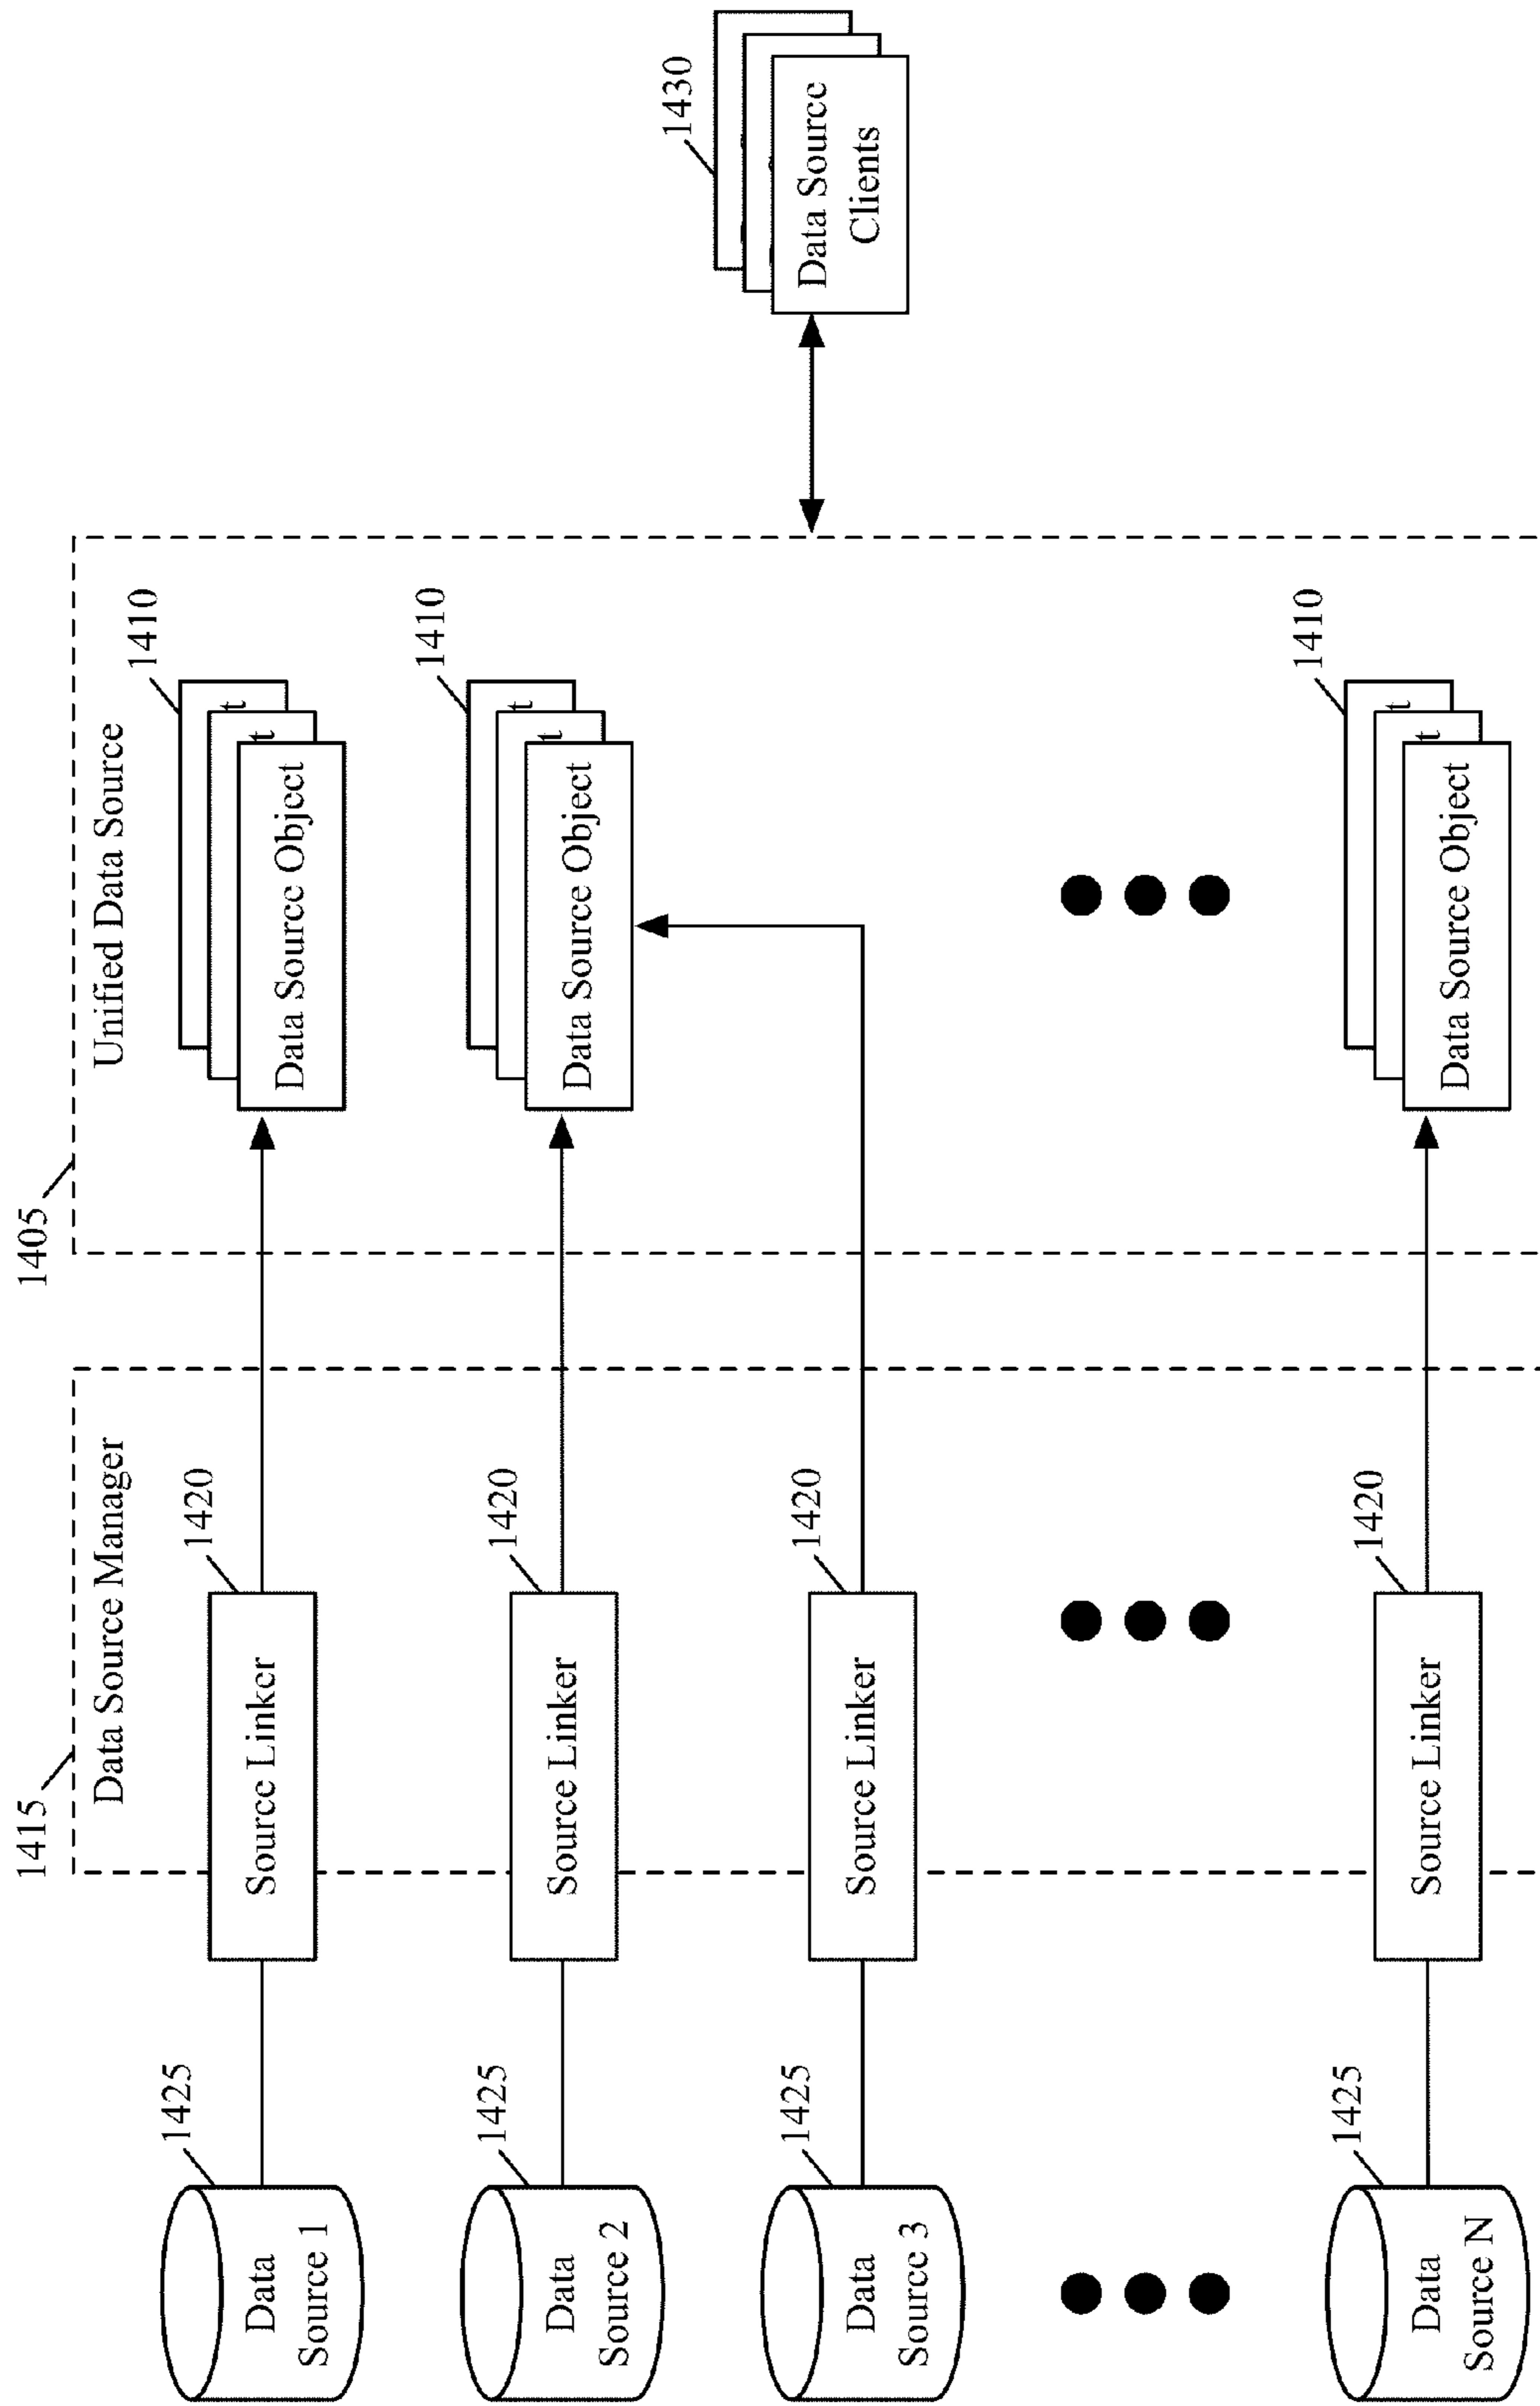 1415
1405
Data Source Manager
Unified Data Source
1425
Data
Source 1
1420
Source Linker
1410
t
t
Data Source Object
1425
Data
Source 2
1420
Source Linker
1410
t
t
Data Source Object
1430
Data Source
Clients
1425
Data
Source 3
1420
Source Linker
1425
Data
Source N
1420
Source Linker
1410
t
t
Data Source Object